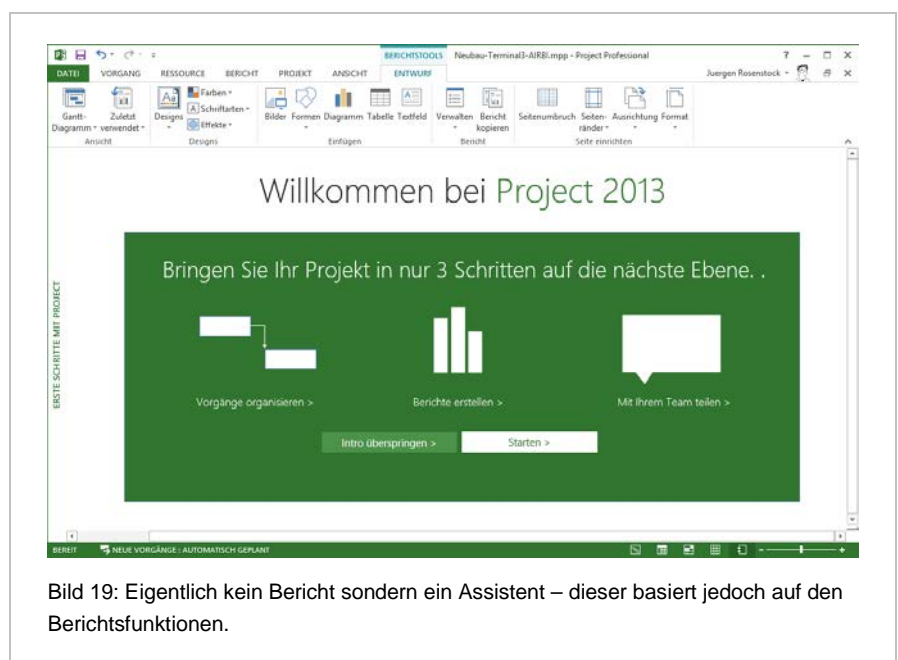 BERICHTSTOOLS Neubau-Terminal3-AIRBI.mpp - Project Professional
DATEI VORGANG RESSOURCE BERICHT PROJEKT ANSICHT ENTWURF Juergen Rosenstock
Gantt-Diagramm Zuletzt verwendet Designs Farben Schriftarten Effekte Bilder Formen Diagramm Tabelle Textfeld Verwalten Bericht kopieren Seitenumbruch Seiten-ränder Ausrichtung Format
Ansicht Designs Einfügen Bericht Seite einrichten
Willkommen bei Project 2013
ERSTE SCHRITTE MIT PROJECT
Bringen Sie Ihr Projekt in nur 3 Schritten auf die nächste Ebene. .
Vorgänge organisieren > Berichte erstellen > Mit Ihrem Team teilen >
Intro überspringen > Starten >
BEREIT NEUE VORGÄNGE : AUTOMATISCH GEPLANT
Bild 19: Eigentlich kein Bericht sondern ein Assistent – dieser basiert jedoch auf den
Berichtsfunktionen.